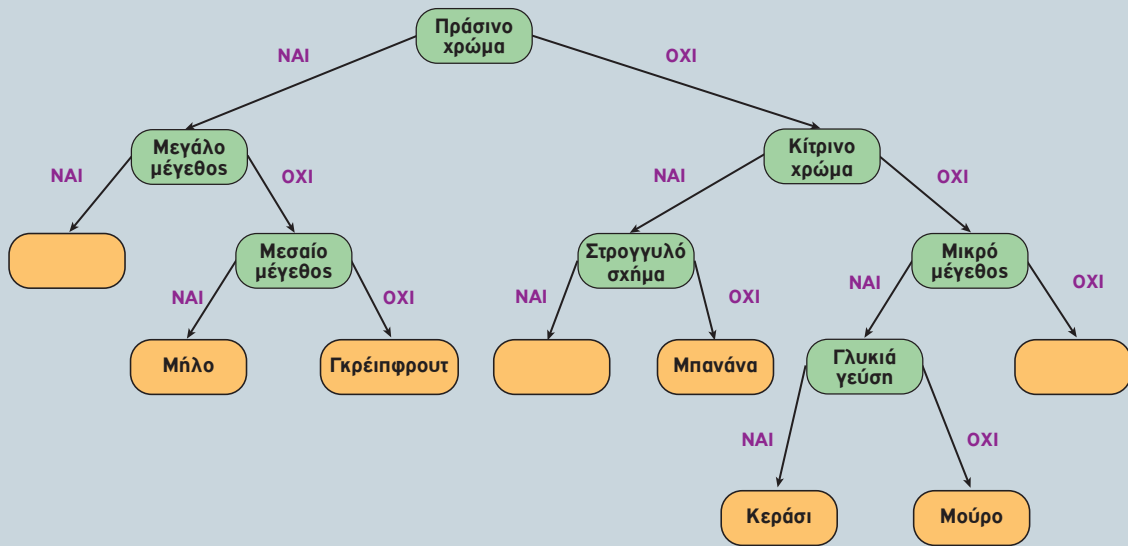 Πράσινο
χρώμα
ΝΑΙ
ΟΧΙ
Μεγάλο
μέγεθος
Κίτρινο
χρώμα
ΝΑΙ
ΟΧΙ
ΝΑΙ
ΟΧΙ
Μεσαίο
μέγεθος
Στρογγυλό
σχήμα
Μικρό
μέγεθος
ΝΑΙ
ΟΧΙ
ΝΑΙ
ΟΧΙ
ΝΑΙ
ΟΧΙ
Μήλο
Γκρέιπφρουτ
Μπανάνα
Γλυκιά
γεύση
ΝΑΙ
ΟΧΙ
Κεράσι
Μούρο